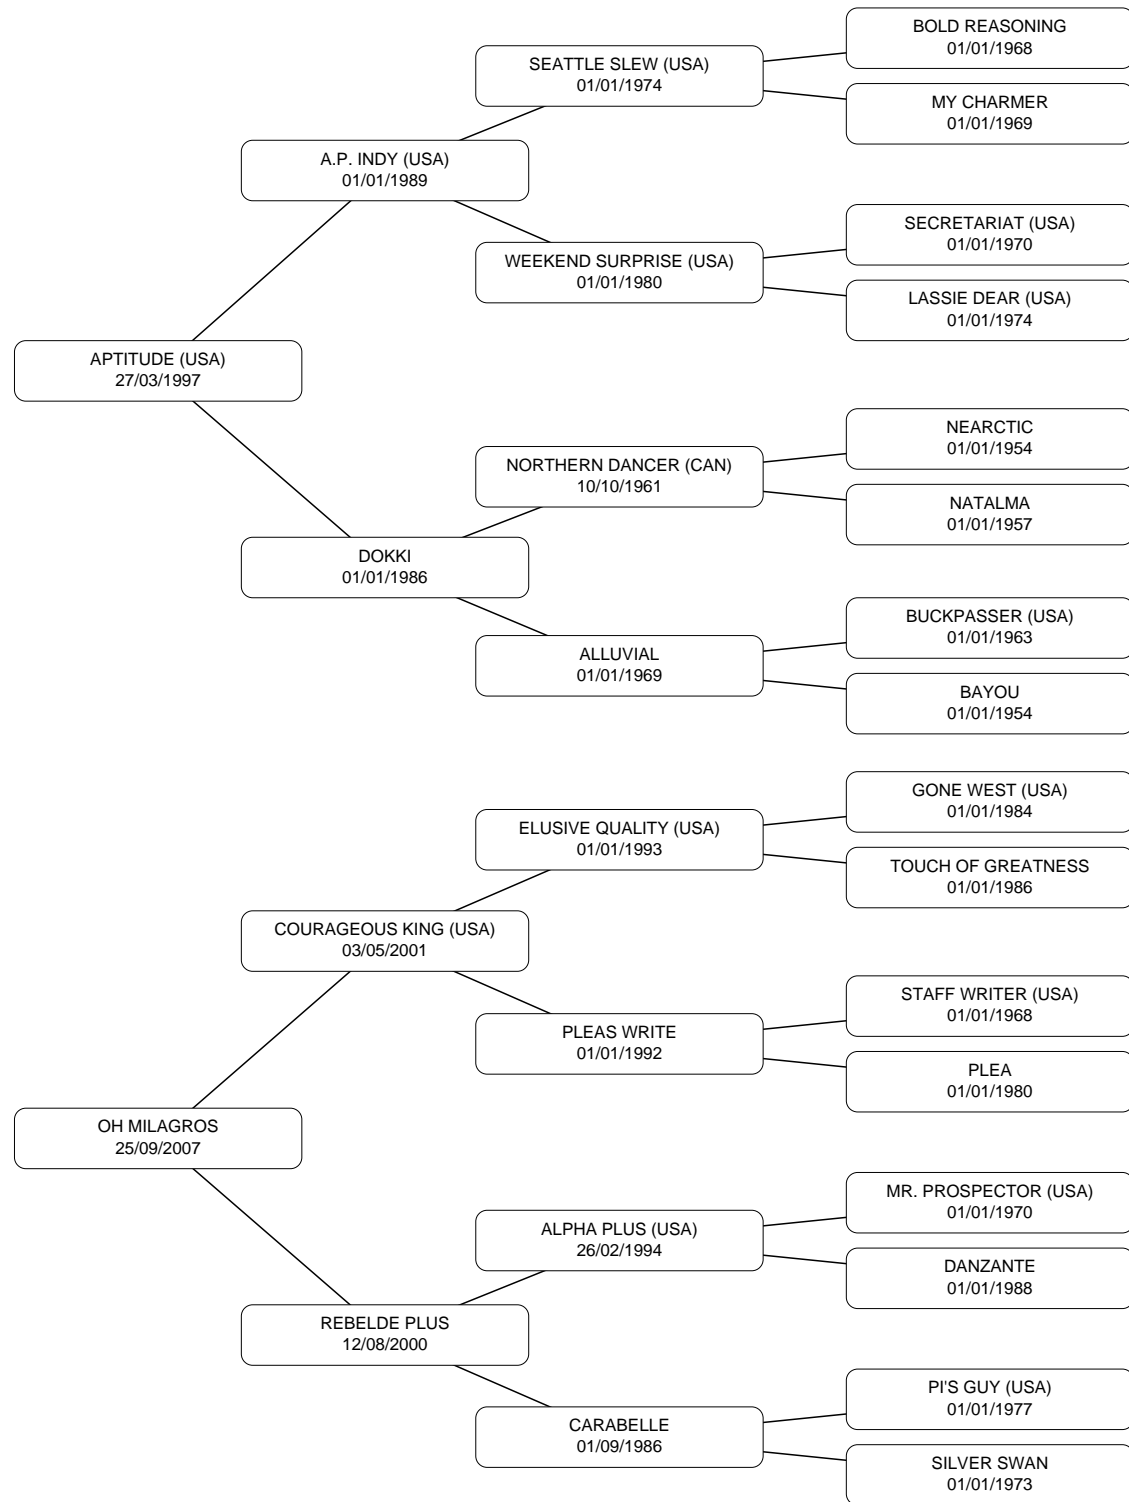 BOLD REASONING
01/01/1968
SEATTLE SLEW (USA)
01/01/1974
MY CHARMER
01/01/1969
A.P. INDY (USA)
01/01/1989
SECRETARIAT (USA)
01/01/1970
WEEKEND SURPRISE (USA)
01/01/1980
LASSIE DEAR (USA)
01/01/1974
APTITUDE (USA)
27/03/1997
NEARCTIC
01/01/1954
NORTHERN DANCER (CAN)
10/10/1961
NATALMA
01/01/1957
DOKKI
01/01/1986
BUCKPASSER (USA)
01/01/1963
ALLUVIAL
01/01/1969
BAYOU
01/01/1954
GONE WEST (USA)
01/01/1984
ELUSIVE QUALITY (USA)
01/01/1993
TOUCH OF GREATNESS
01/01/1986
COURAGEOUS KING (USA)
03/05/2001
STAFF WRITER (USA)
01/01/1968
PLEAS WRITE
01/01/1992
PLEA
01/01/1980
OH MILAGROS
25/09/2007
MR. PROSPECTOR (USA)
01/01/1970
ALPHA PLUS (USA)
26/02/1994
DANZANTE
01/01/1988
REBELDE PLUS
12/08/2000
PI'S GUY (USA)
01/01/1977
CARABELLE
01/09/1986
SILVER SWAN
01/01/1973